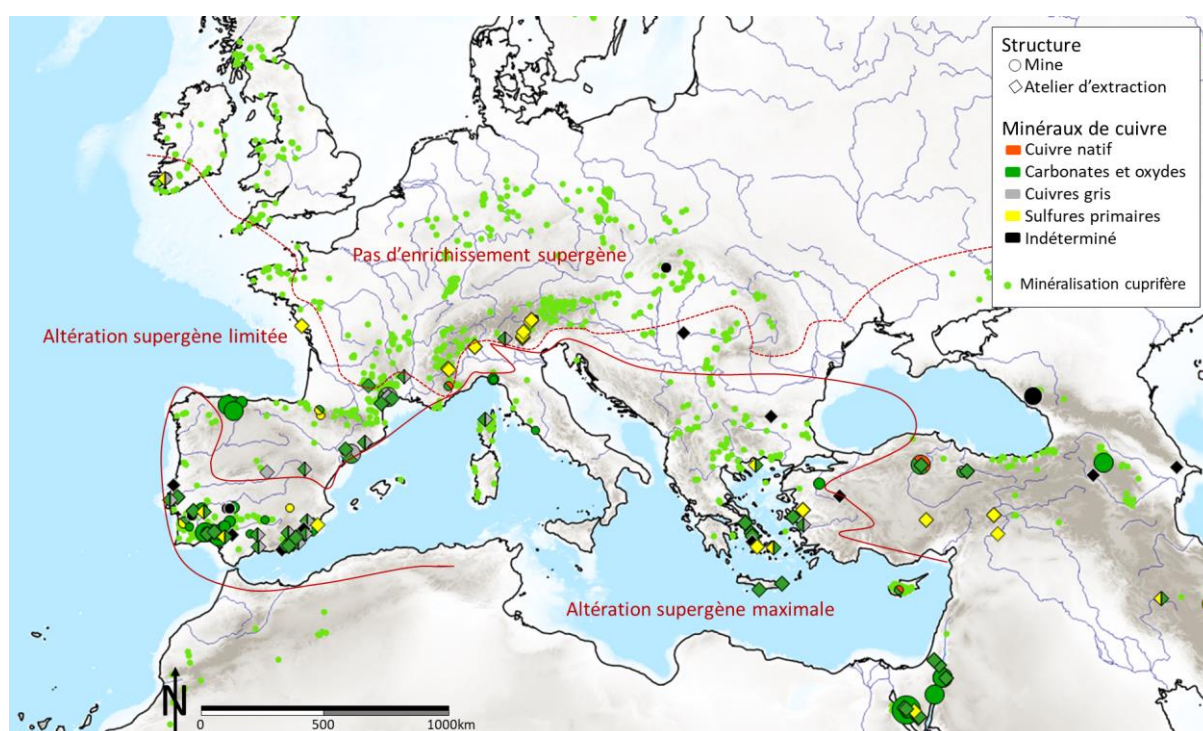 Structure
Mine
Atelier d'extraction
Minéraux de cuivre
Cuivre natif
Carbonates et oxydes
Cuivres gris
Sulfures primaires
Indéterminé
Minéralisation cuprifère
Pas d'enrichissement supergène
Altération supergène limitée
Altération supergène maximale
N
0 500 1000km